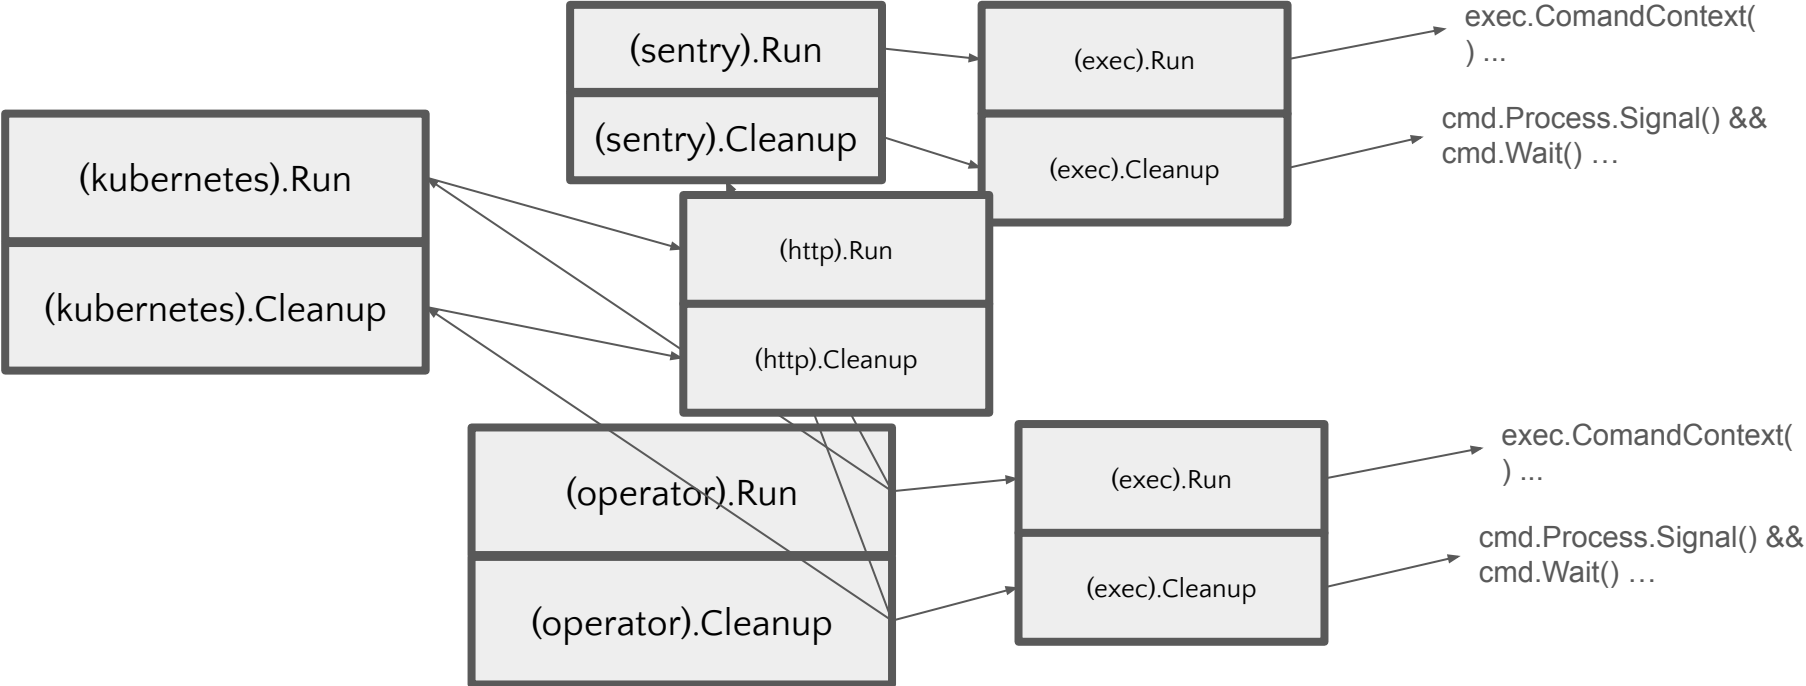 (sentry).Run
(sentry).Cleanup
(exec).Run
(exec).Cleanup
exec.ComandContext(
) ...
cmd.Process.Signal() &&
cmd.Wait() …
(kubernetes).Run
(kubernetes).Cleanup
(http).Run
(http).Cleanup
(operator).Run
(operator).Cleanup
(exec).Run
(exec).Cleanup
exec.ComandContext(
) ...
cmd.Process.Signal() &&
cmd.Wait() …